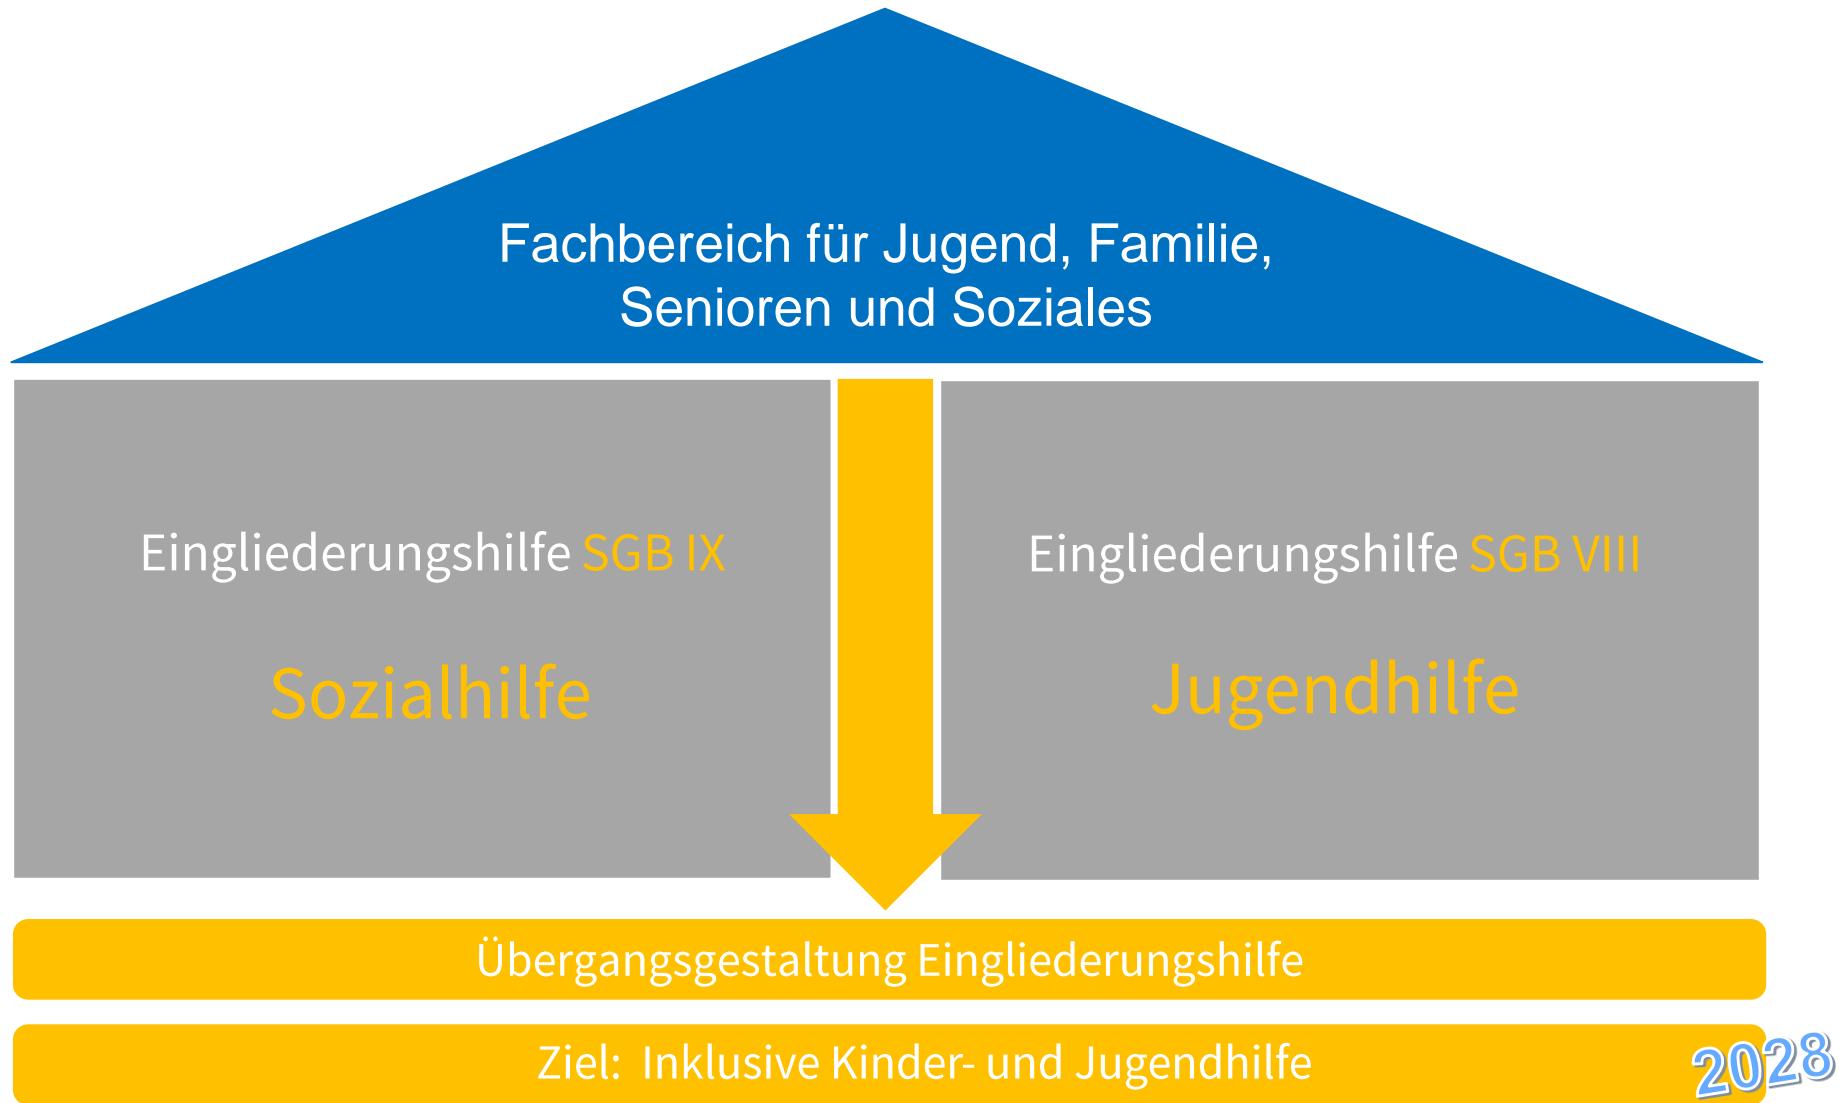 Fachbereich für Jugend, Familie,
Senioren und Soziales
Eingliederungshilfe SGB IX
Sozialhilfe
Eingliederungshilfe SGB VIII
Jugendhilfe
Übergangsgestaltung Eingliederungshilfe
Ziel: Inklusive Kinder- und Jugendhilfe
2028